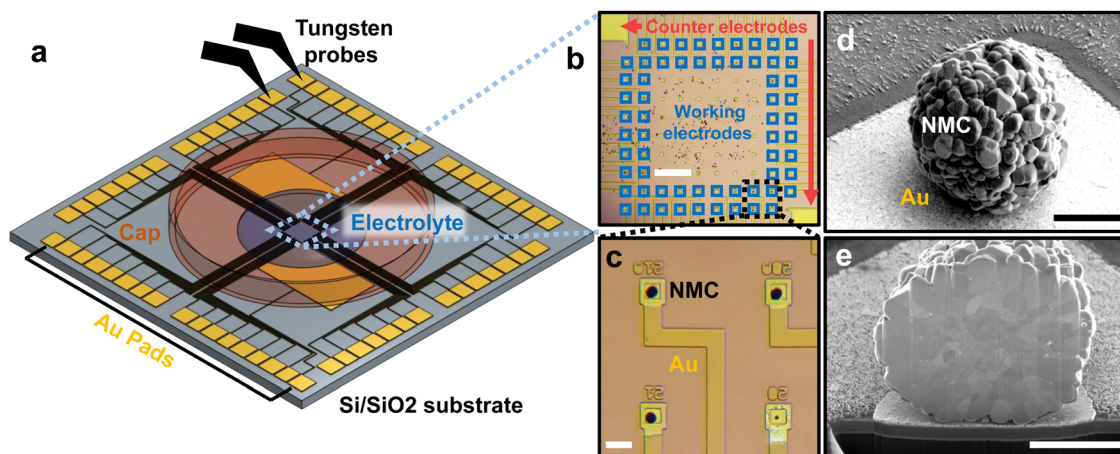 a
Tungsten
probes
Cap
Electrolyte
Au Pads
Si/SiO2 substrate
b
Counter electrodes
Working
electrodes
c
NMC
Au
d
NMC
Au
e